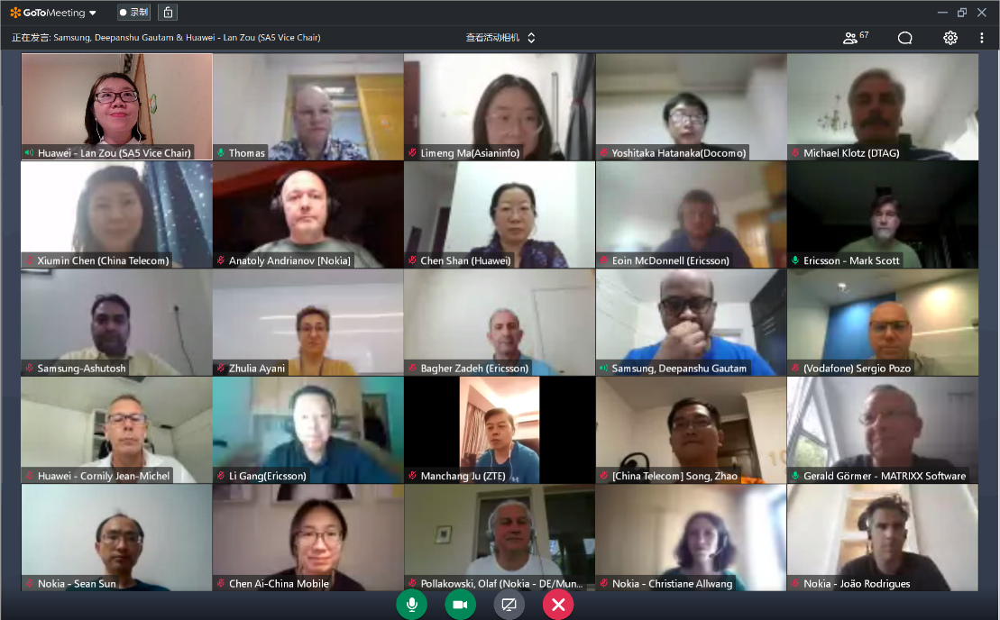 GoToMeeting
录制
正在发言: Samsung, Deepanshu Gautam & Huawei - Lan Zou (SA5 Vice Chair)
查看活动相机
67
Huawei - Lan Zou (SA5 Vice Chair)
Thomas
Limeng Ma(Asianinfo)
Yoshitaka Hatanaka(Docomo)
Michael Klotz (DTAG)
Xiumin Chen (China Telecom)
Anatoly Andrianov [Nokia]
Chen Shan (Huawei)
Eoin McDonnell (Ericsson)
Ericsson - Mark Scott
Samsung-Ashutosh
Zhulia Ayani
Bagher Zadeh (Ericsson)
Samsung, Deepanshu Gautam
(Vodafone) Sergio Pozo
Huawei - Cornily Jean-Michel
Li Gang(Ericsson)
Manchang Ju (ZTE)
[China Telecom] Song, Zhao
Gerald Görmer - MATRIXX Software
Nokia - Sean Sun
Chen Ai-China Mobile
Pollakowski, Olaf (Nokia - DE/Mun...
Nokia - Christiane Allwang
Nokia - João Rodrigues